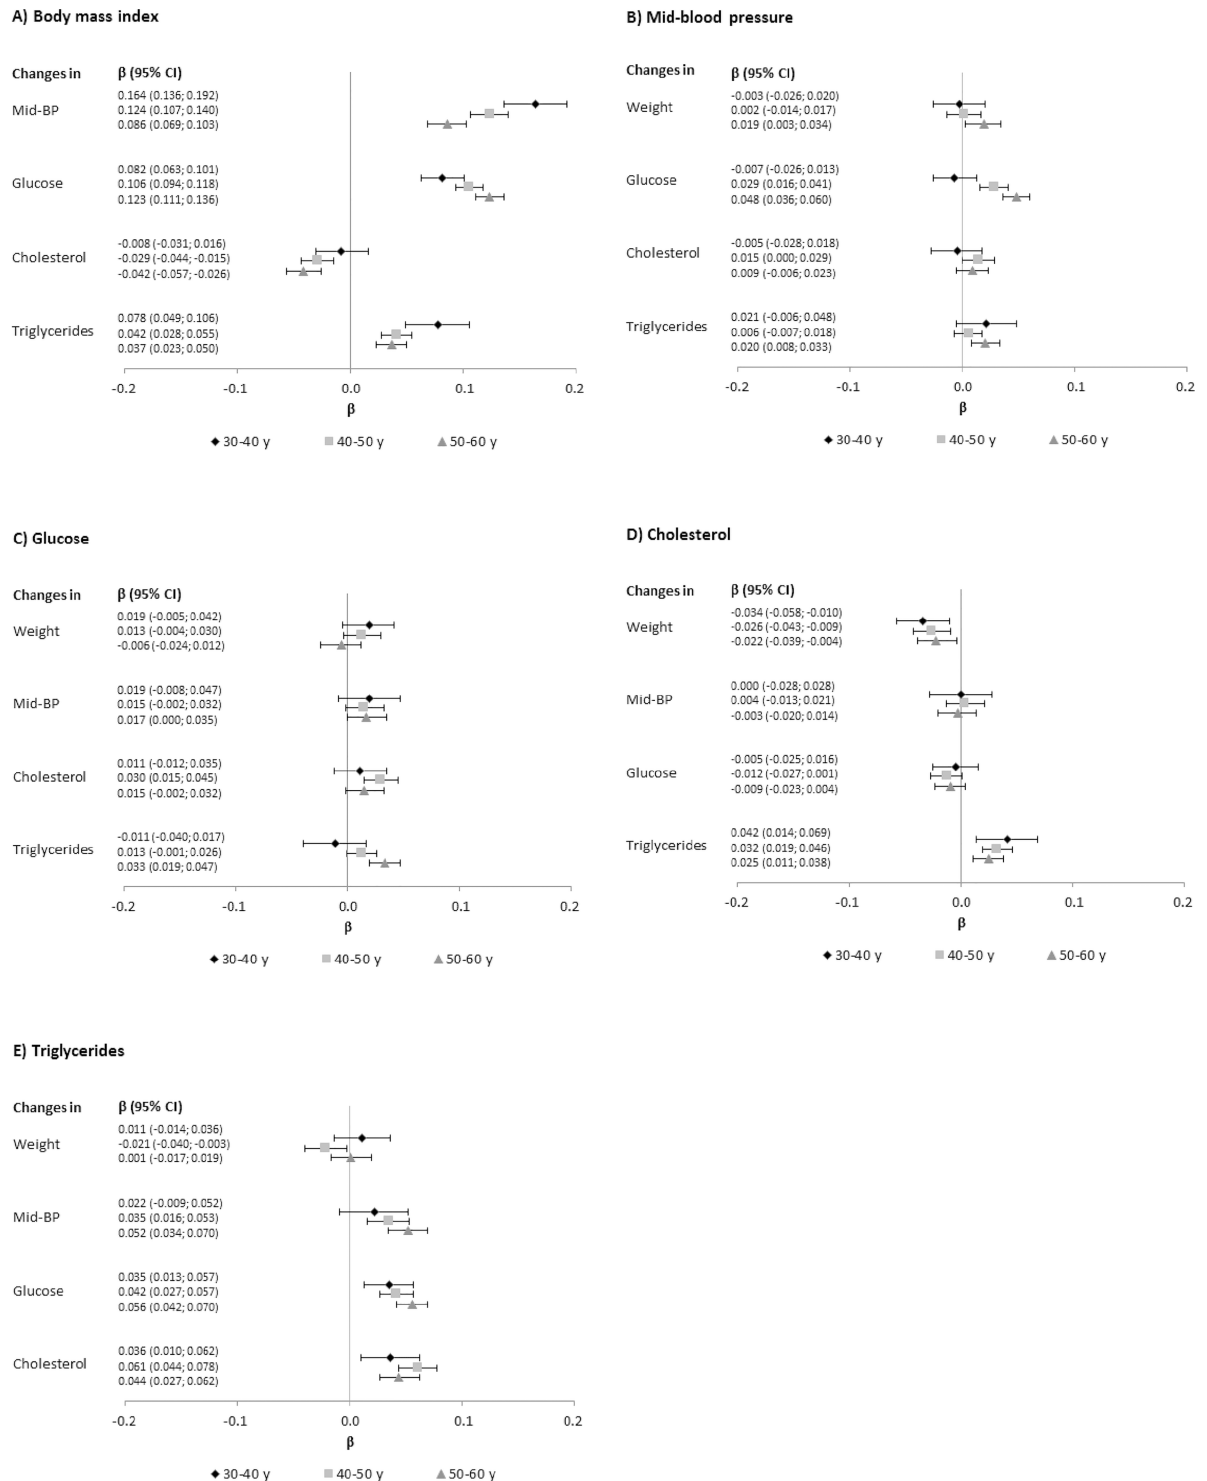 A) Body mass index
Changes in β (95% CI)
0.164 (0.136; 0.192)
Mid-BP 0.124 (0.107; 0.140)
0.086 (0.069; 0.103)
0.082 (0.063; 0.101)
Glucose 0.106 (0.094; 0.118)
0.123 (0.111; 0.136)
-0.008 (-0.031; 0.016)
Cholesterol -0.029 (-0.044; -0.015)
-0.042 (-0.057; -0.026)
0.078 (0.049; 0.106)
Triglycerides 0.042 (0.028; 0.055)
0.037 (0.023; 0.050)
-0.2 -0.1 0.0 0.1 0.2
β
30-40 y 40-50 y 50-60 y
B) Mid-blood pressure
Changes in β (95% CI)
-0.003 (-0.026; 0.020)
Weight 0.002 (-0.014; 0.017)
0.019 (0.003; 0.034)
-0.007 (-0.026; 0.013)
Glucose 0.029 (0.016; 0.041)
0.048 (0.036; 0.060)
-0.005 (-0.028; 0.018)
Cholesterol 0.015 (0.000; 0.029)
0.009 (-0.006; 0.023)
0.021 (-0.006; 0.048)
Triglycerides 0.006 (-0.007; 0.018)
0.020 (0.008; 0.033)
-0.2 -0.1 0.0 0.1 0.2
β
30-40 y 40-50 y 50-60 y
C) Glucose
Changes in β (95% CI)
0.019 (-0.005; 0.042)
Weight 0.013 (-0.004; 0.030)
-0.006 (-0.024; 0.012)
0.019 (-0.008; 0.047)
Mid-BP 0.015 (-0.002; 0.032)
0.017 (0.000; 0.035)
0.011 (-0.012; 0.035)
Cholesterol 0.030 (0.015; 0.045)
0.015 (-0.002; 0.032)
-0.011 (-0.040; 0.017)
Triglycerides 0.013 (-0.001; 0.026)
0.033 (0.019; 0.047)
-0.2 -0.1 0.0 0.1 0.2
β
30-40 y 40-50 y 50-60 y
D) Cholesterol
Changes in β (95% CI)
-0.034 (-0.058; -0.010)
Weight -0.026 (-0.043; -0.009)
-0.022 (-0.039; -0.004)
0.000 (-0.028; 0.028)
Mid-BP 0.004 (-0.013; 0.021)
-0.003 (-0.020; 0.014)
-0.005 (-0.025; 0.016)
Glucose -0.012 (-0.027; 0.001)
-0.009 (-0.023; 0.004)
0.042 (0.014; 0.069)
Triglycerides 0.032 (0.019; 0.046)
0.025 (0.011; 0.038)
-0.2 -0.1 0.0 0.1 0.2
β
30-40 y 40-50 y 50-60 y
E) Triglycerides
Changes in β (95% CI)
0.011 (-0.014; 0.036)
Weight -0.021 (-0.040; -0.003)
0.001 (-0.017; 0.019)
0.022 (-0.009; 0.052)
Mid-BP 0.035 (0.016; 0.053)
0.052 (0.034; 0.070)
0.035 (0.013; 0.057)
Glucose 0.042 (0.027; 0.057)
0.056 (0.042; 0.070)
0.036 (0.010; 0.062)
Cholesterol 0.061 (0.044; 0.078)
0.044 (0.027; 0.062)
-0.2 -0.1 0.0 0.1 0.2
β
30-40 y 40-50 y 50-60 y